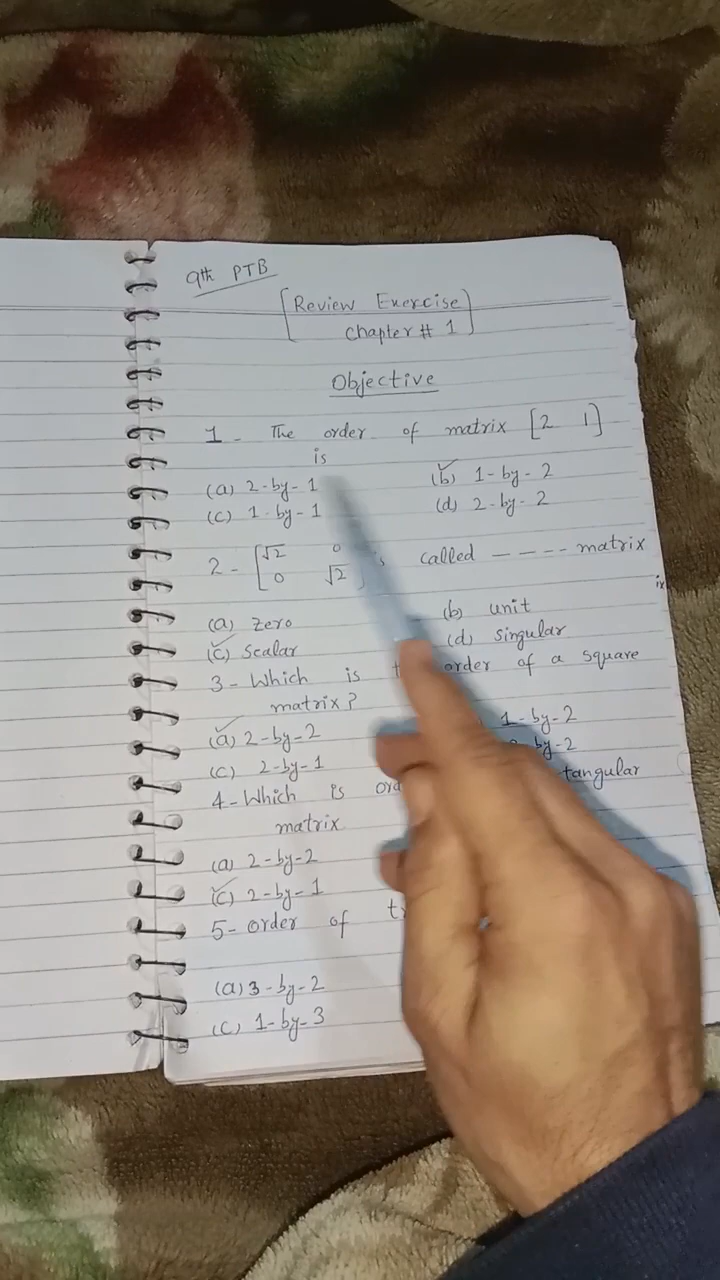 9th PTB
[Review Exercise
Chapter # 1]
Objective
1- The order of matrix [2 1]
is
(a) 2-by-1 (b) 1-by-2
(c) 1-by-1 (d) 2-by-2
2- [√2 0
0 √2] is called ---- matrix
(a) zero (b) unit
(c) Scalar (d) singular
3- Which is order of a square
matrix?
(a) 2-by-2 1-by-2
(c) 2-by-1 by-2
4- Which is tangular
matrix
(a) 2-by-2
(c) 2-by-1
5- order of
(a) 3-by-2
(c) 1-by-3